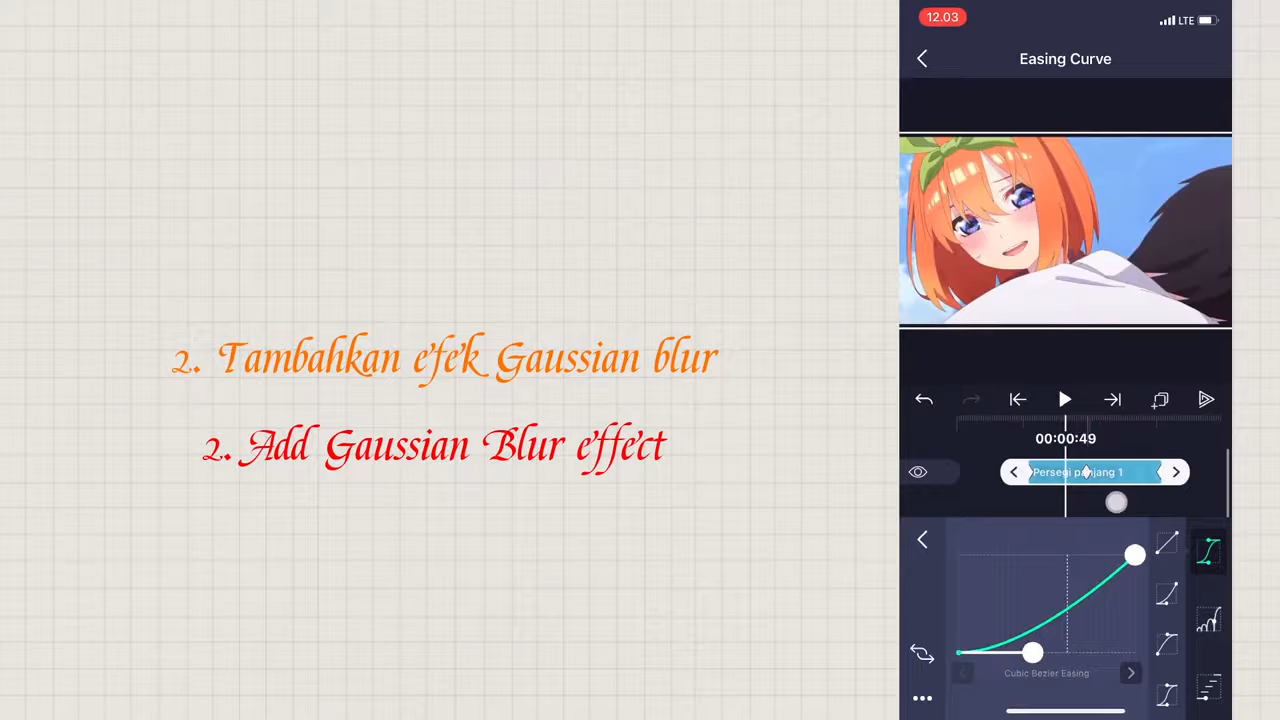 12.03
LTE
Easing Curve
2. Tambahkan efek Gaussian blur
2. Add Gaussian Blur effect
00:00:49
Persegi panjang 1
Cubic Bezier Easing